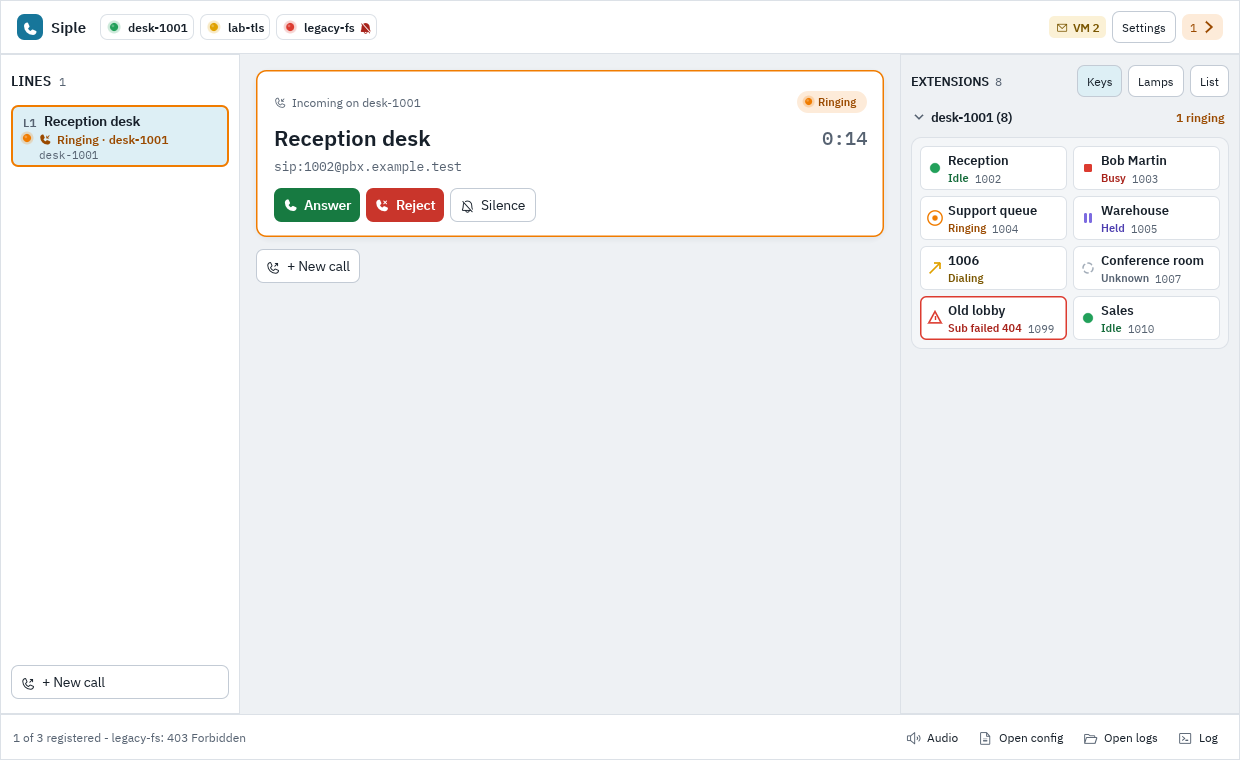 Siple
desk-1001
lab-tls
legacy-fs
VM 2
Settings
1
LINES 1
L1 Reception desk
Ringing · desk-1001
desk-1001
+ New call
Incoming on desk-1001
Ringing
Reception desk
0:14
sip:1002@pbx.example.test
Answer
Reject
Silence
+ New call
EXTENSIONS 8
Keys
Lamps
List
desk-1001 (8)
1 ringing
Reception
Idle 1002
Bob Martin
Busy 1003
Support queue
Ringing 1004
Warehouse
Held 1005
1006
Dialing
Conference room
Unknown 1007
Old lobby
Sub failed 404 1099
Sales
Idle 1010
1 of 3 registered - legacy-fs: 403 Forbidden
Audio
Open config
Open logs
Log